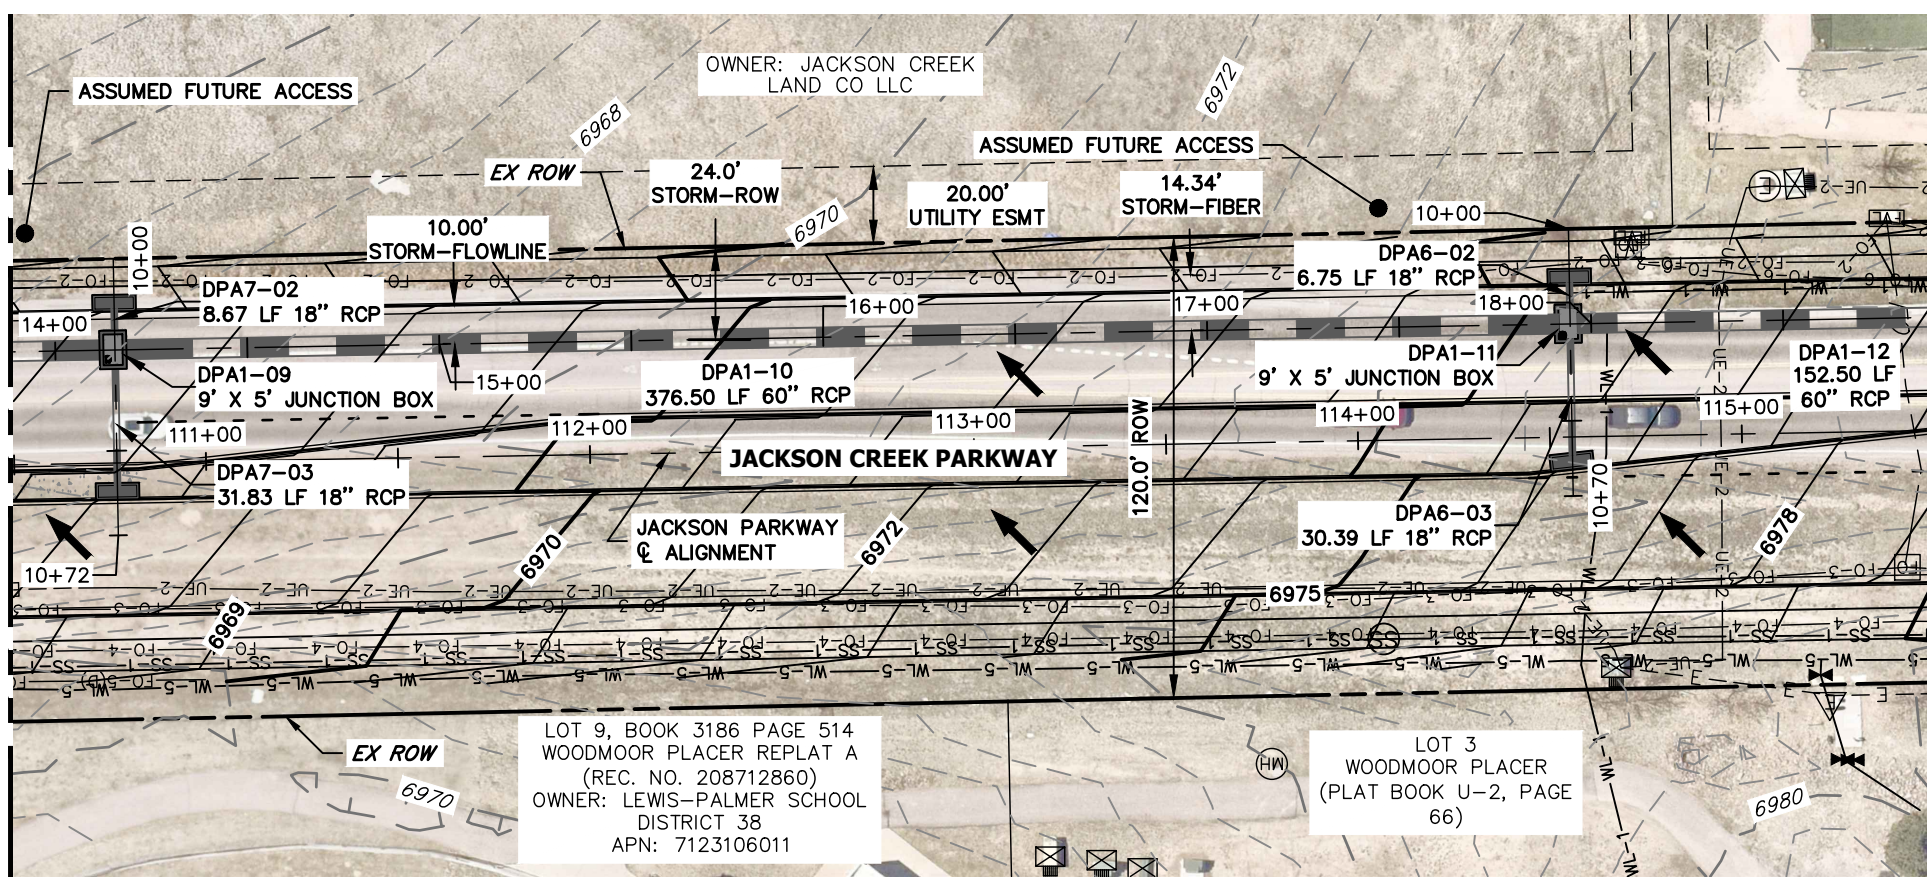 OWNER: JACKSON CREEK
LAND CO LLC
ASSUMED FUTURE ACCESS
6968
6972
ASSUMED FUTURE ACCESS
EX ROW
24.0'
STORM-ROW
20.00'
UTILITY ESMT
14.34'
STORM-FIBER
10+00
10.00'
STORM-FLOWLINE
6970
10+00
DPA6-02
6.75 LF 18" RCP
DPA7-02
8.67 LF 18" RCP
14+00
16+00
17+00
18+00
DPA1-09
9' X 5' JUNCTION BOX
15+00
DPA1-10
376.50 LF 60" RCP
DPA1-11
9' X 5' JUNCTION BOX
DPA1-12
152.50 LF
60" RCP
111+00
112+00
113+00
114+00
115+00
JACKSON CREEK PARKWAY
120.0' ROW
DPA7-03
31.83 LF 18" RCP
JACKSON PARKWAY
℄ ALIGNMENT
6970
6972
DPA6-03
30.39 LF 18" RCP
10+70
6978
10+72
6975
6969
SS
EX ROW
LOT 9, BOOK 3186 PAGE 514
WOODMOOR PLACER REPLAT A
(REC. NO. 208712860)
OWNER: LEWIS-PALMER SCHOOL
DISTRICT 38
APN: 7123106011
6970
MH
LOT 3
WOODMOOR PLACER
(PLAT BOOK U-2, PAGE
66)
6980